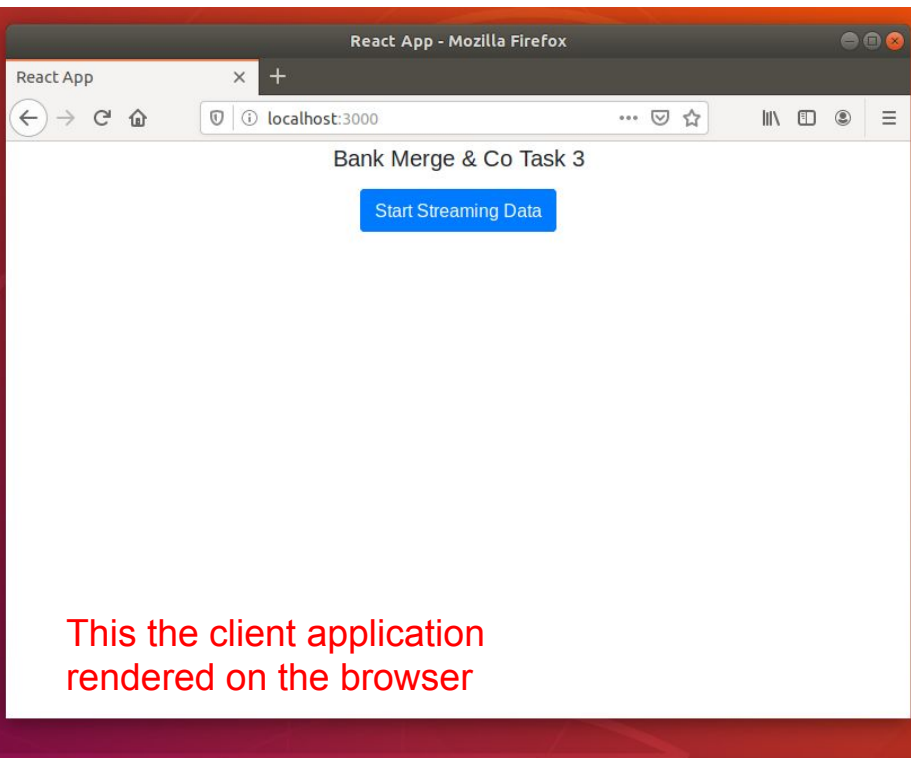 React App - Mozilla Firefox
React App
localhost:3000
Bank Merge & Co Task 3
Start Streaming Data
This the client application
rendered on the browser